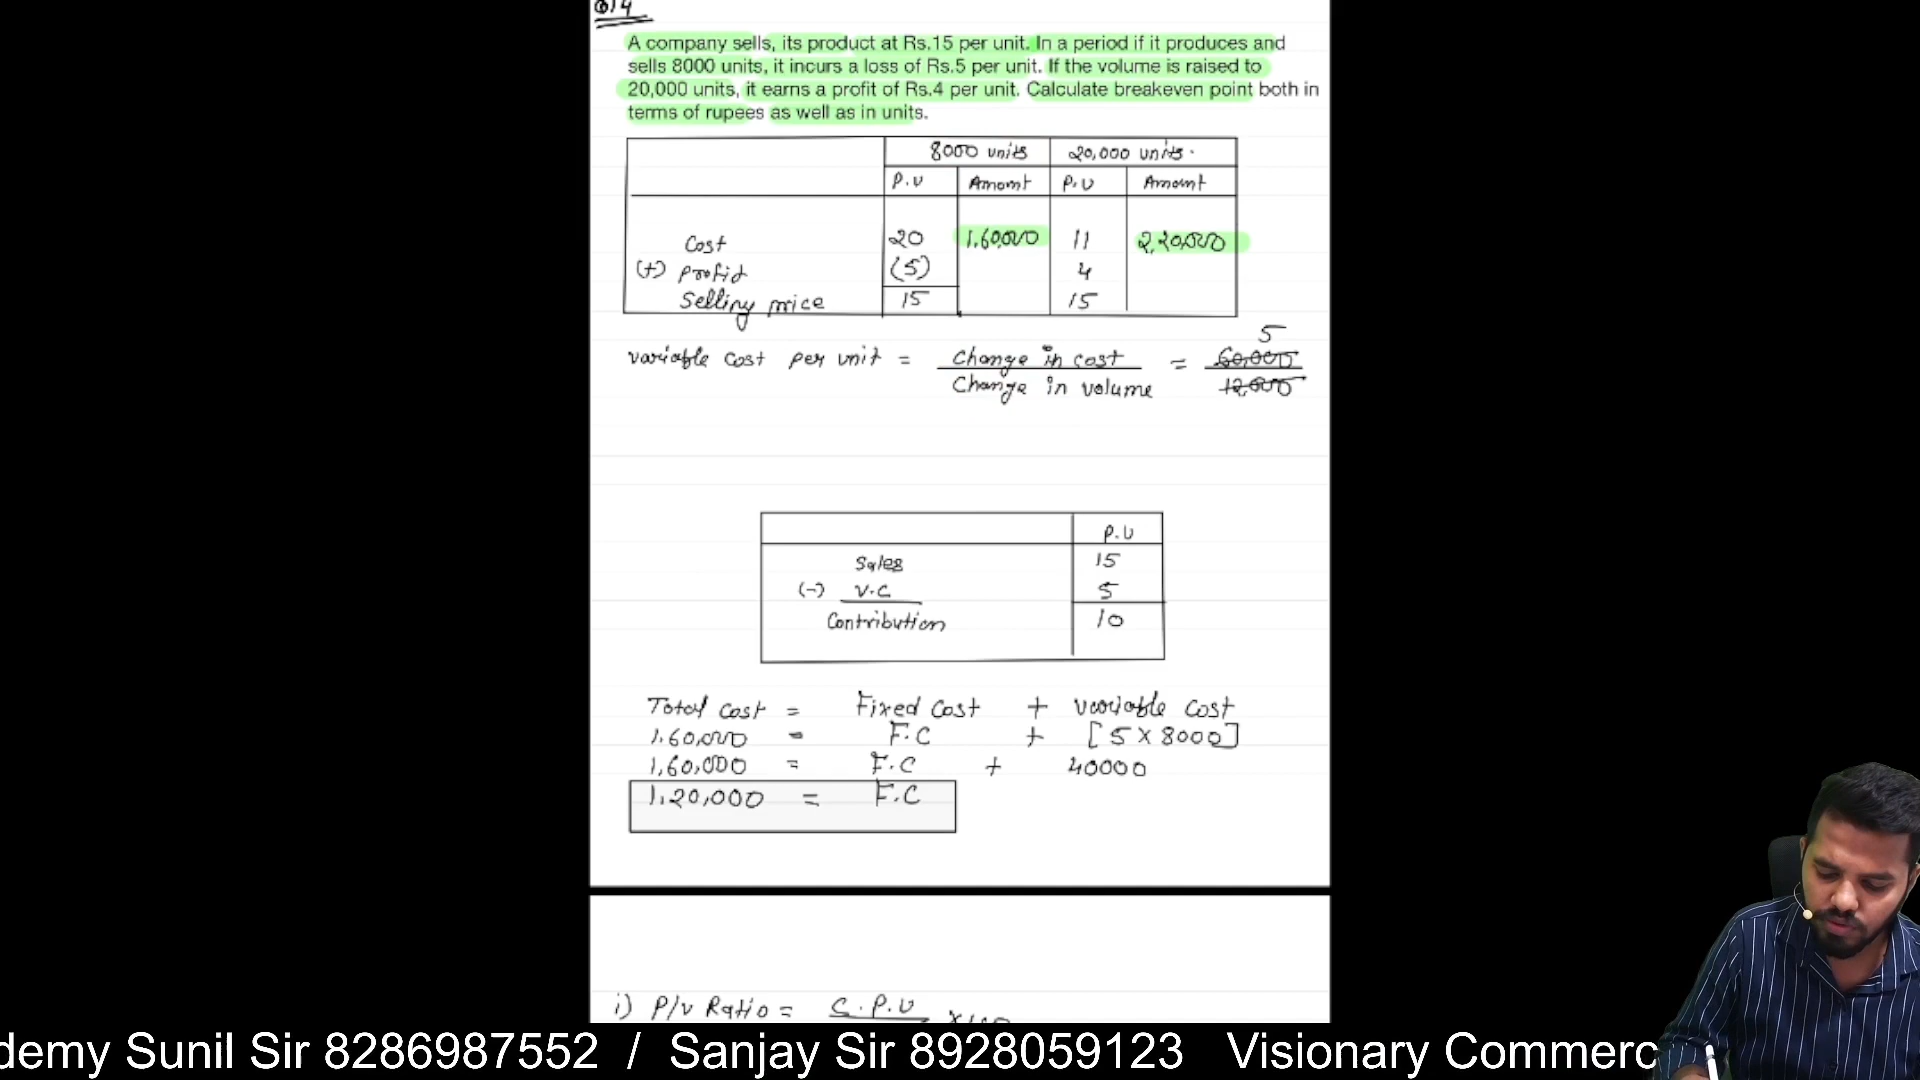 Q14
A company sells, its product at Rs.15 per unit. In a period if it produces and
sells 8000 units, it incurs a loss of Rs.5 per unit. If the volume is raised to
20,000 units, it earns a profit of Rs.4 per unit. Calculate breakeven point both in
terms of rupees as well as in units.
8000 units 20,000 units.
P.U Amount P.U Amount
Cost 20 1,60,000 11 2,20,000
(+) Profit (5) 4
Selling price 15 15
5
Variable cost per unit = Change in cost = 60,000
Change in volume 12,000
P.U
Sales 15
(-) V.C 5
Contribution 10
Total cost = Fixed Cost + Variable cost
1,60,000 = F.C + [5 X 8000]
1,60,000 = F.C + 40000
1,20,000 = F.C
i) P/V Ratio = C.P.U x100
demy Sunil Sir 8286987552 / Sanjay Sir 8928059123 Visionary Commerc